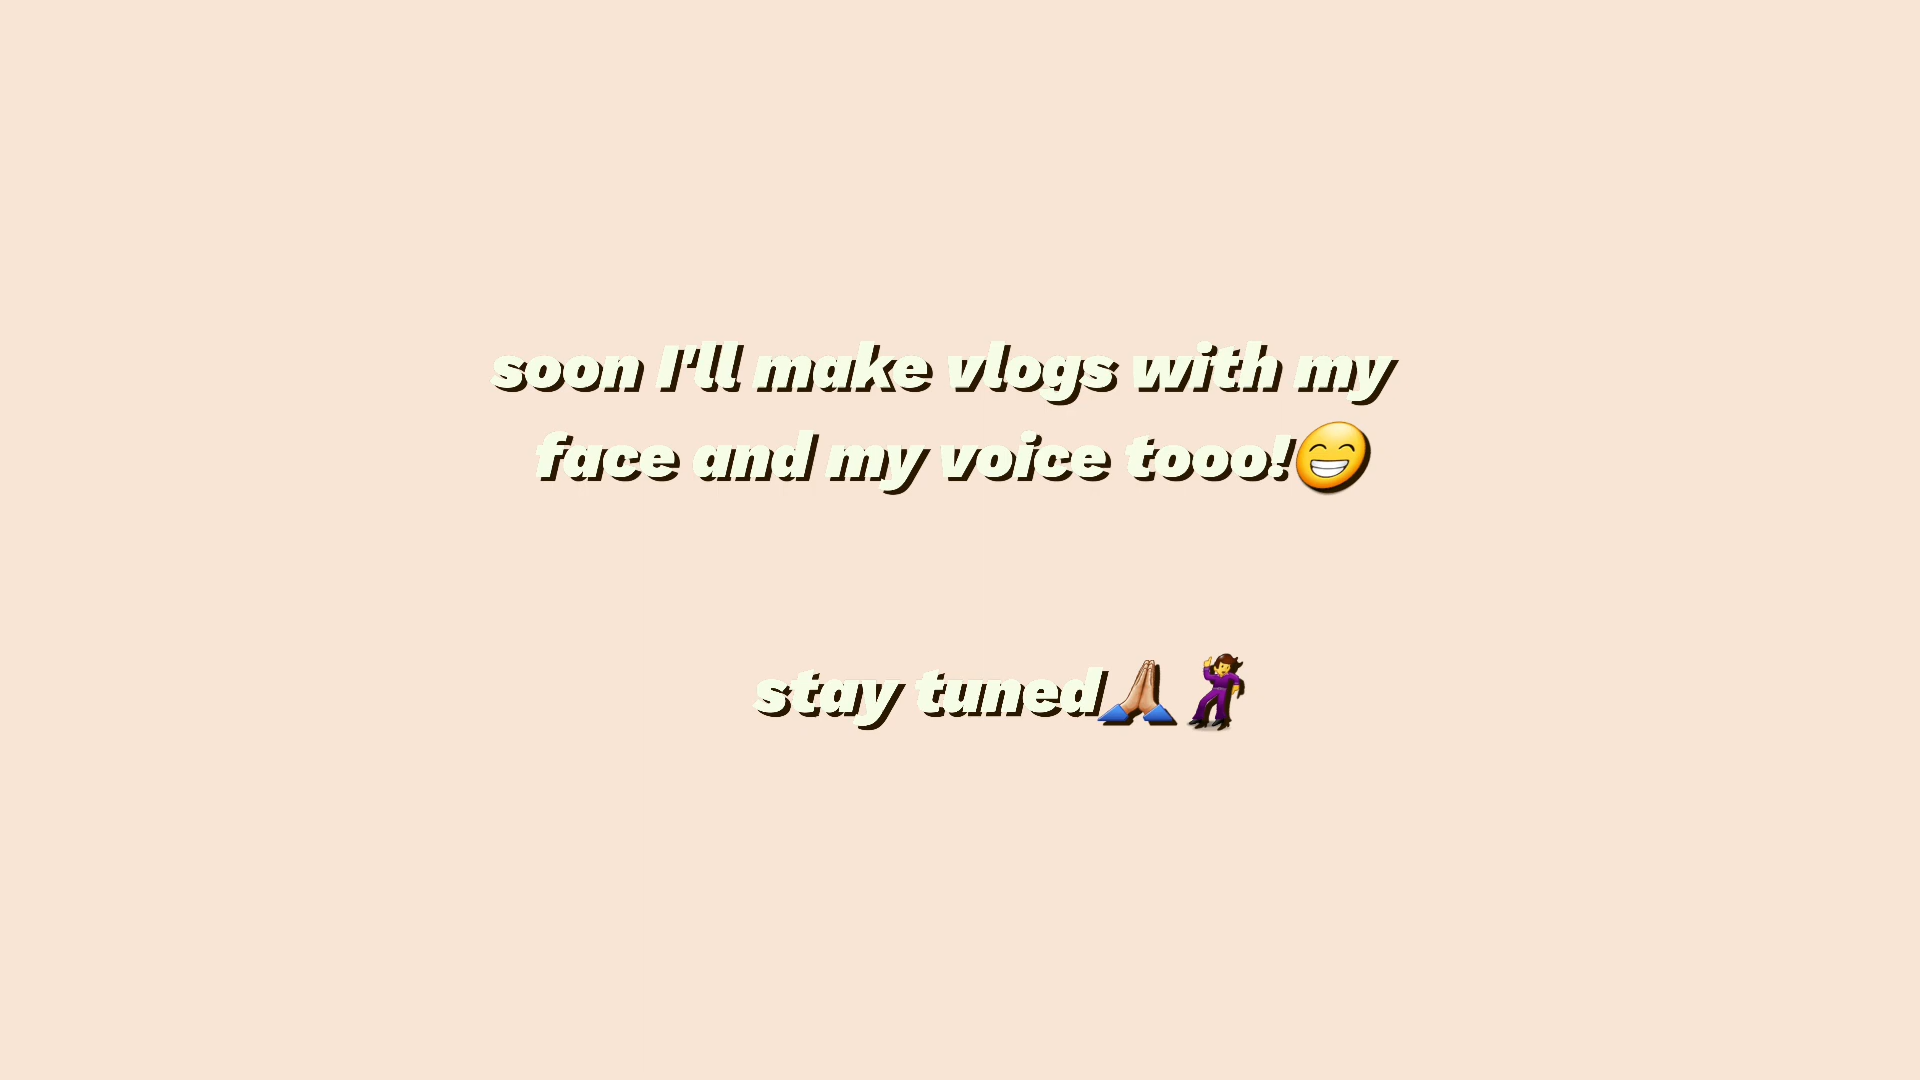 soon I'll make vlogs with my
face and my voice tooo!😁
stay tuned🙏🏽💃